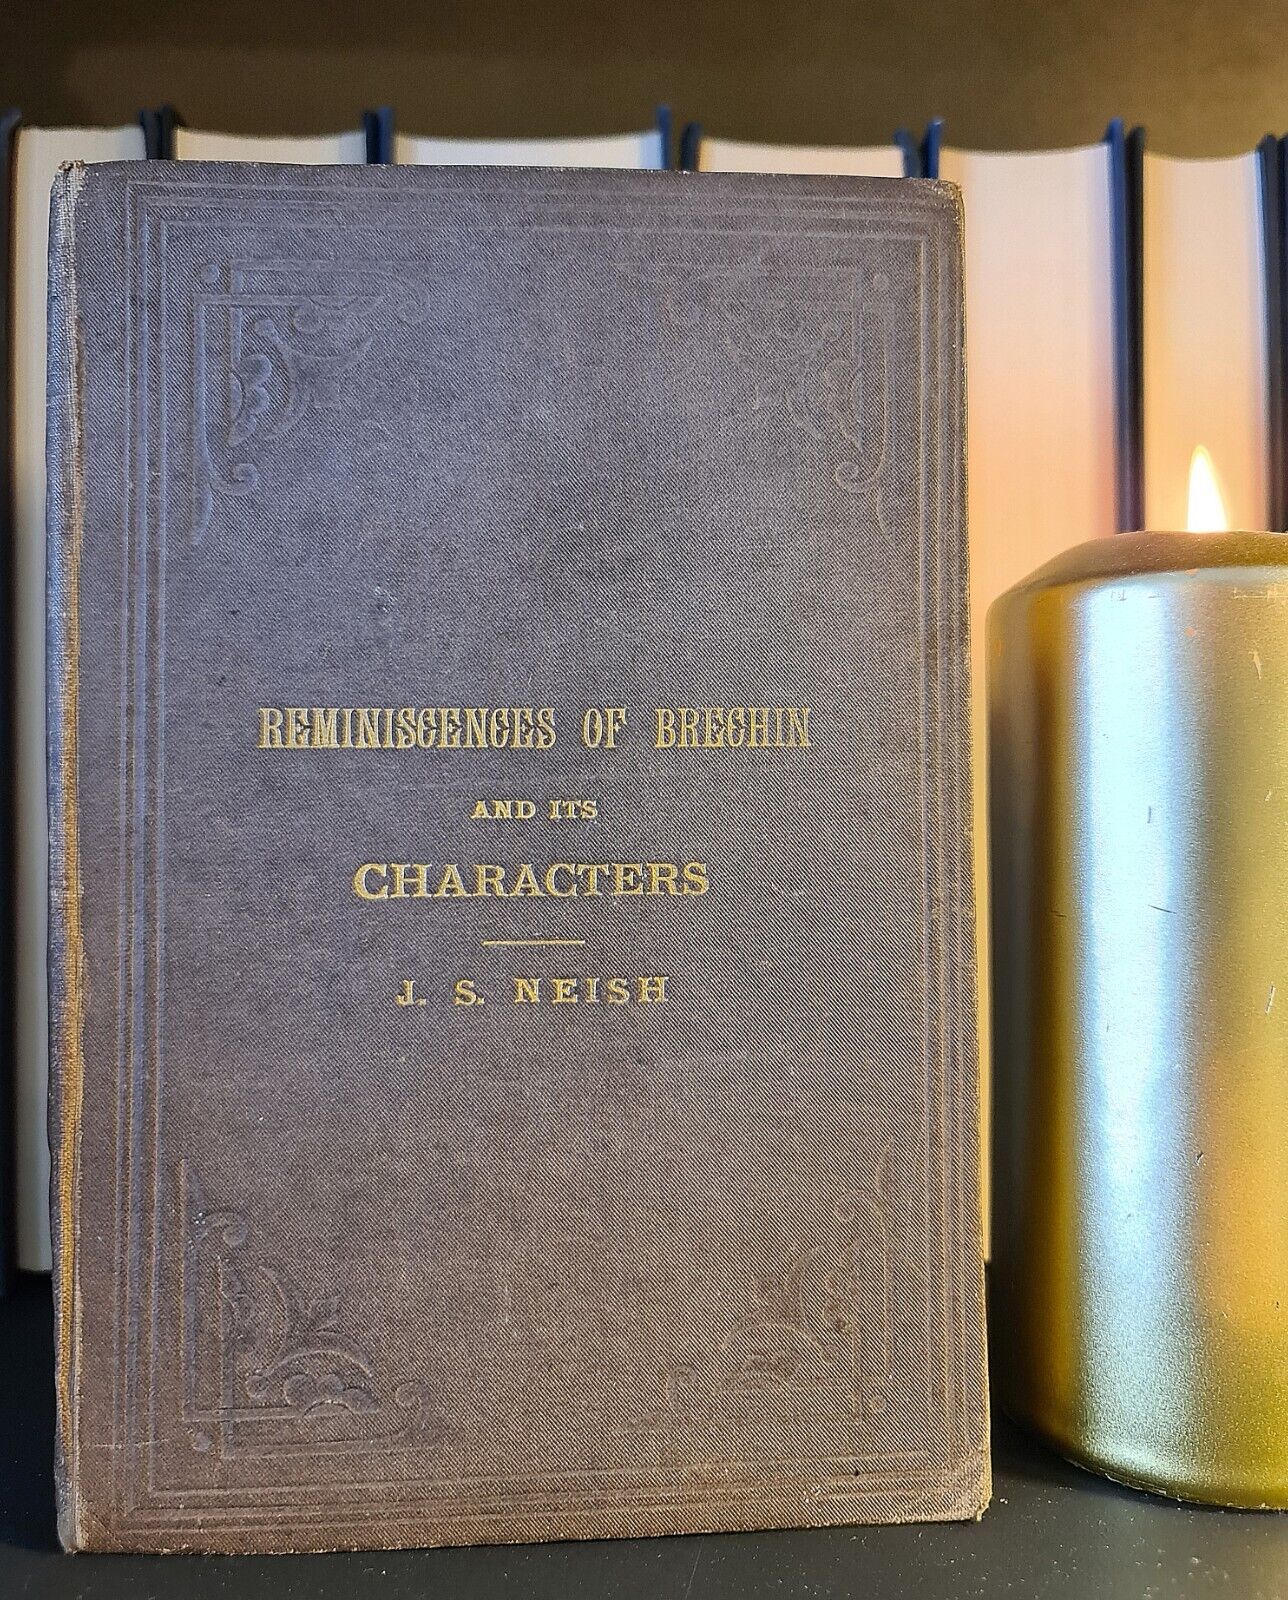 REMINISCENCES OF BRECHIN
AND ITS
CHARACTERS
J. S. NEISH